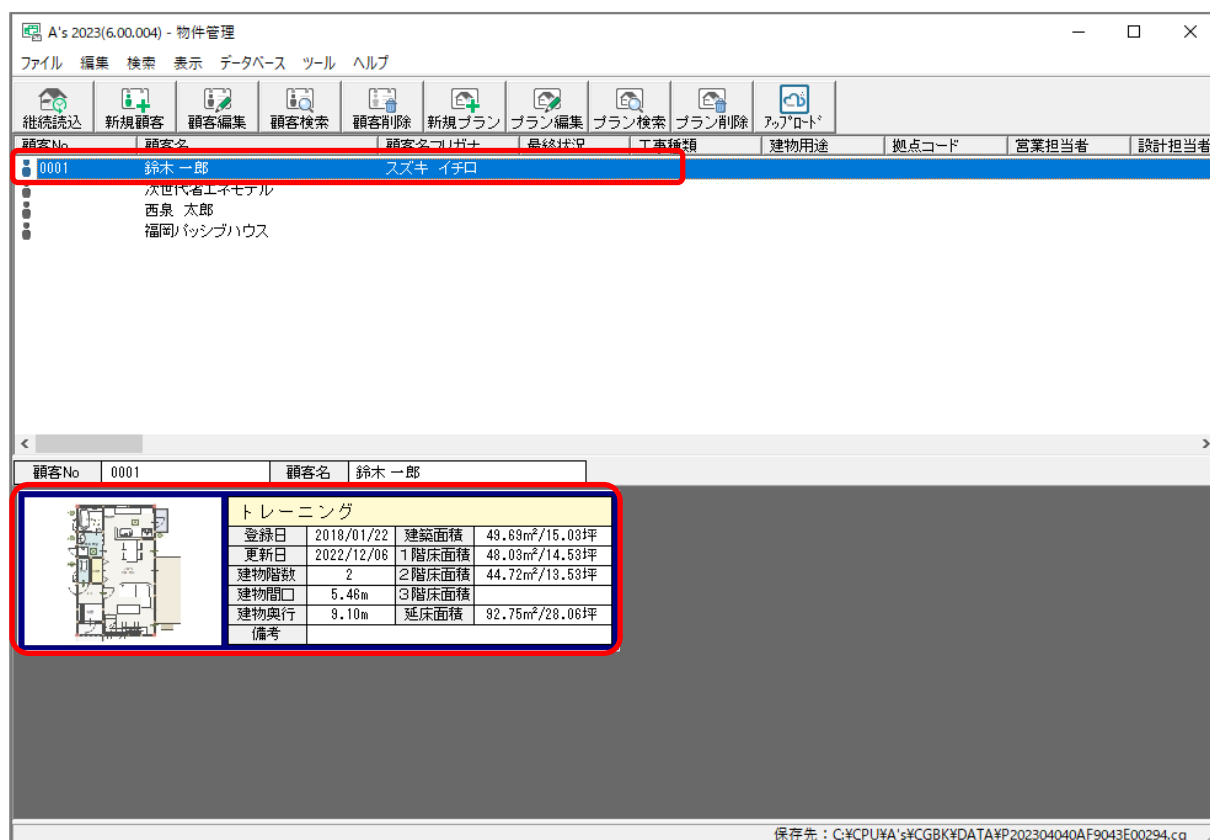 A's 2023(6.00.004) - 物件管理
ファイル 編集 検索 表示 データベース ツール ヘルプ
継続読込 新規顧客 顧客編集 顧客検索 顧客削除 新規プラン プラン編集 プラン検索 プラン削除 ｱｯﾌﾟﾛｰﾄﾞ
顧客No 顧客名 顧客名フリガナ 最終状況 工事種類 建物用途 拠点コード 営業担当者 設計担当者
0001 鈴木 一郎 スズキ イチロ
次世代省エネモデル
西泉 太郎
福岡パッシブハウス
顧客No 0001 顧客名 鈴木 一郎
トレーニング
登録日 2018/01/22 建築面積 49.69m²/15.03坪
更新日 2022/12/06 1階床面積 48.03m²/14.53坪
建物階数 2 2階床面積 44.72m²/13.53坪
建物間口 5.46m 3階床面積
建物奥行 9.10m 延床面積 92.75m²/28.06坪
備考
保存先：C:¥CPU¥A's¥CGBK¥DATA¥P202304040AF9043E00294.cg